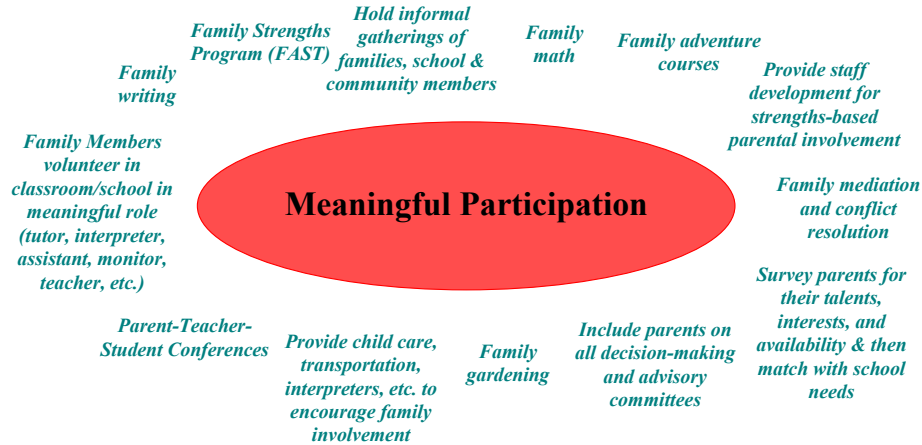 Family Strengths
Program (FAST)
Hold informal
gatherings of
families, school &
community members
Family
math
Family adventure
courses
Provide staff
development for
strengths-based
parental involvement
Family
writing
Family Members
volunteer in
classroom/school in
meaningful role
(tutor, interpreter,
assistant, monitor,
teacher, etc.)
Meaningful Participation
Family mediation
and conflict
resolution
Survey parents for
their talents,
interests, and
availability & then
match with school
needs
Parent-Teacher-
Student Conferences
Provide child care,
transportation,
interpreters, etc. to
encourage family
involvement
Family
gardening
Include parents on
all decision-making
and advisory
committees